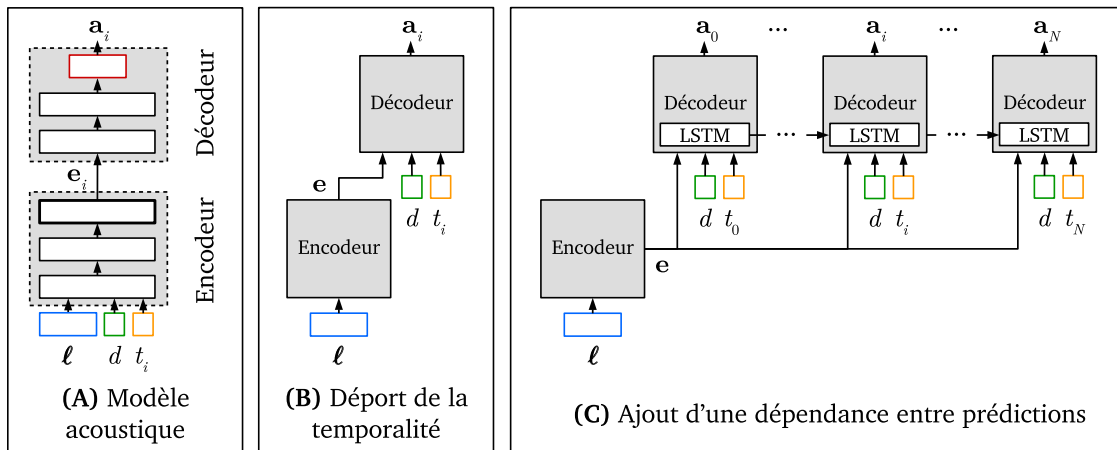 a_i
Décodeur
e_i
Encodeur
ℓ d t_i
(A) Modèle
acoustique
a_i
Décodeur
e
d t_i
Encodeur
ℓ
(B) Déport de la
temporalité
a_0 ... a_i ... a_N
Décodeur Décodeur Décodeur
LSTM ... LSTM ... LSTM
d t_0 d t_i d t_N
Encodeur
e
ℓ
(C) Ajout d'une dépendance entre prédictions